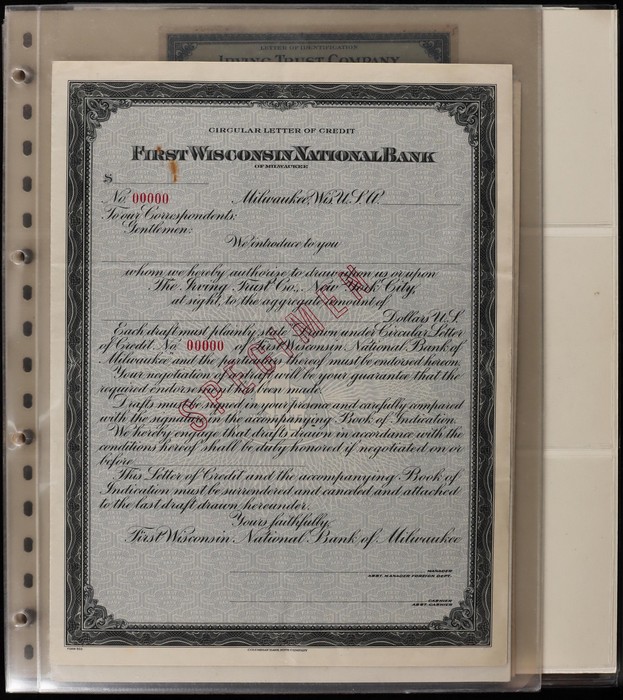 LETTER OF IDENTIFICATION
IRVING TRUST COMPANY
CIRCULAR LETTER OF CREDIT
FIRST WISCONSIN NATIONAL BANK
OF MILWAUKEE
$
No. 00000 Milwaukee, Wis. U.S.A.
To our Correspondents:
Gentlemen:
We introduce to you
whom we hereby authorize to draw upon us or upon
The Irving Trust Co., New York City,
at sight, to the aggregate amount of
Dollars U.S.
Each draft must plainly state Drawn under Circular Letter
of Credit No. 00000 of First Wisconsin National Bank of
Milwaukee and the particulars thereof must be endorsed hereon.
Your negotiation of draft will be your guarantee that the
required endorsement has been made.
Drafts must be signed in your presence and carefully compared
with the signature in the accompanying Book of Indication.
We hereby engage that drafts drawn in accordance with the
conditions hereof shall be duly honored if negotiated on or
before
This Letter of Credit and the accompanying Book of
Indication must be surrendered and canceled and attached
to the last draft drawn hereunder.
Yours faithfully,
First Wisconsin National Bank of Milwaukee
MANAGER
ASST. MANAGER FOREIGN DEPT.
CASHIER
ASST. CASHIER
SPECIMEN